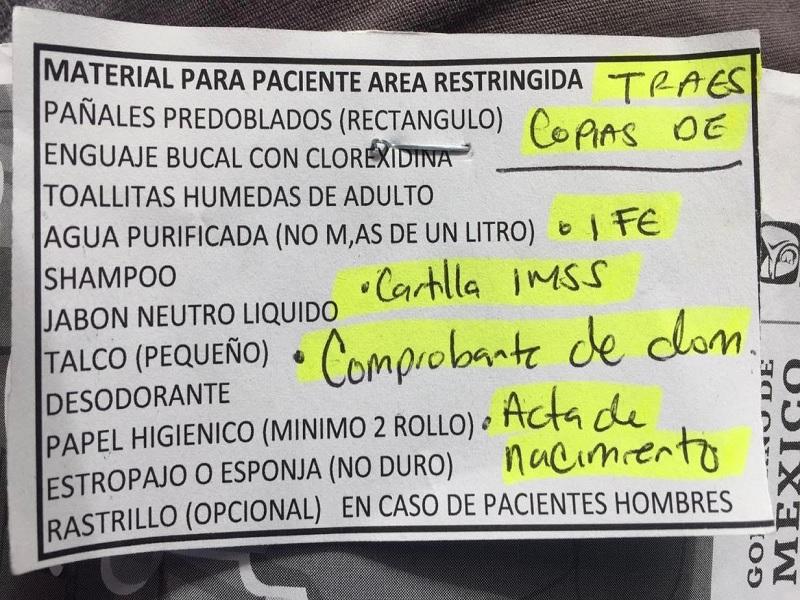 MATERIAL PARA PACIENTE AREA RESTRINGIDA TRAES
PAÑALES PREDOBLADOS (RECTANGULO) COPIAS DE
ENGUAJE BUCAL CON CLOREXIDINA
TOALLITAS HUMEDAS DE ADULTO
AGUA PURIFICADA (NO M,AS DE UN LITRO) • IFE
SHAMPOO • Cartilla IMSS
JABON NEUTRO LIQUIDO
TALCO (PEQUEÑO) • Comprobante de dom.
DESODORANTE
PAPEL HIGIENICO (MINIMO 2 ROLLO) • Acta de
ESTROPAJO O ESPONJA (NO DURO) nacimiento
RASTRILLO (OPCIONAL) EN CASO DE PACIENTES HOMBRES
MEXICO